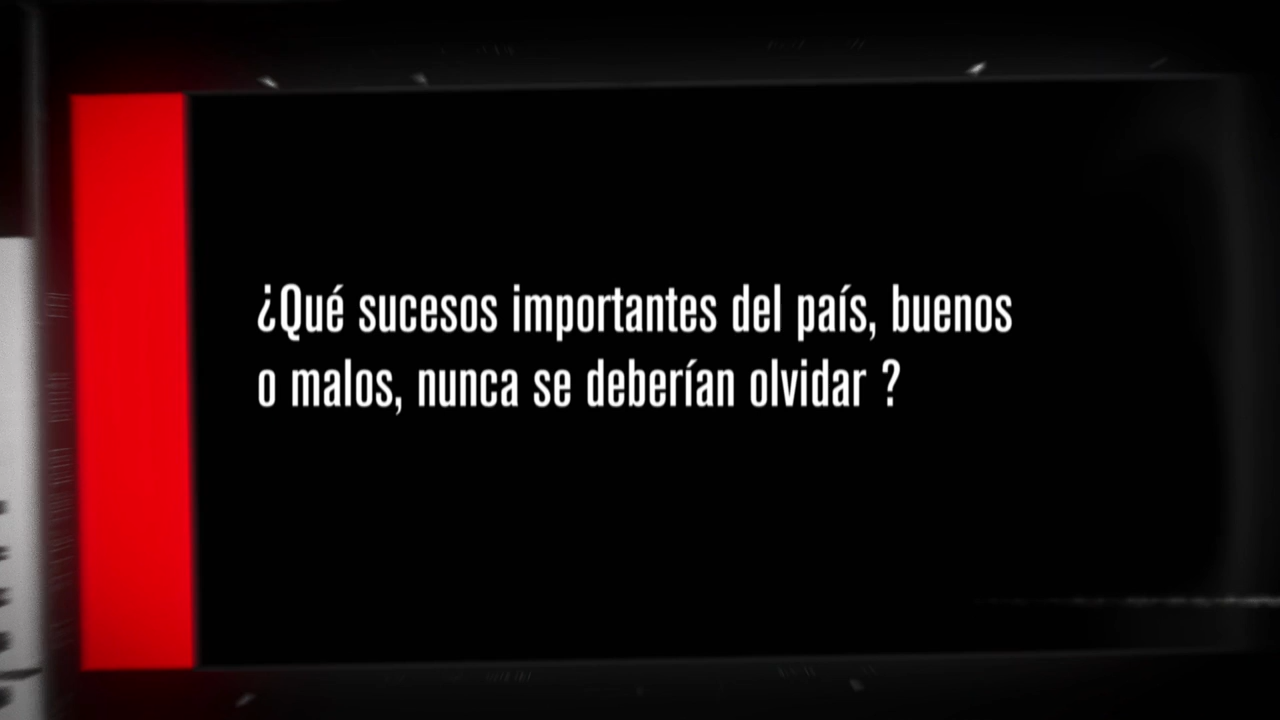 ¿Qué sucesos importantes del país, buenos
o malos, nunca se deberían olvidar ?